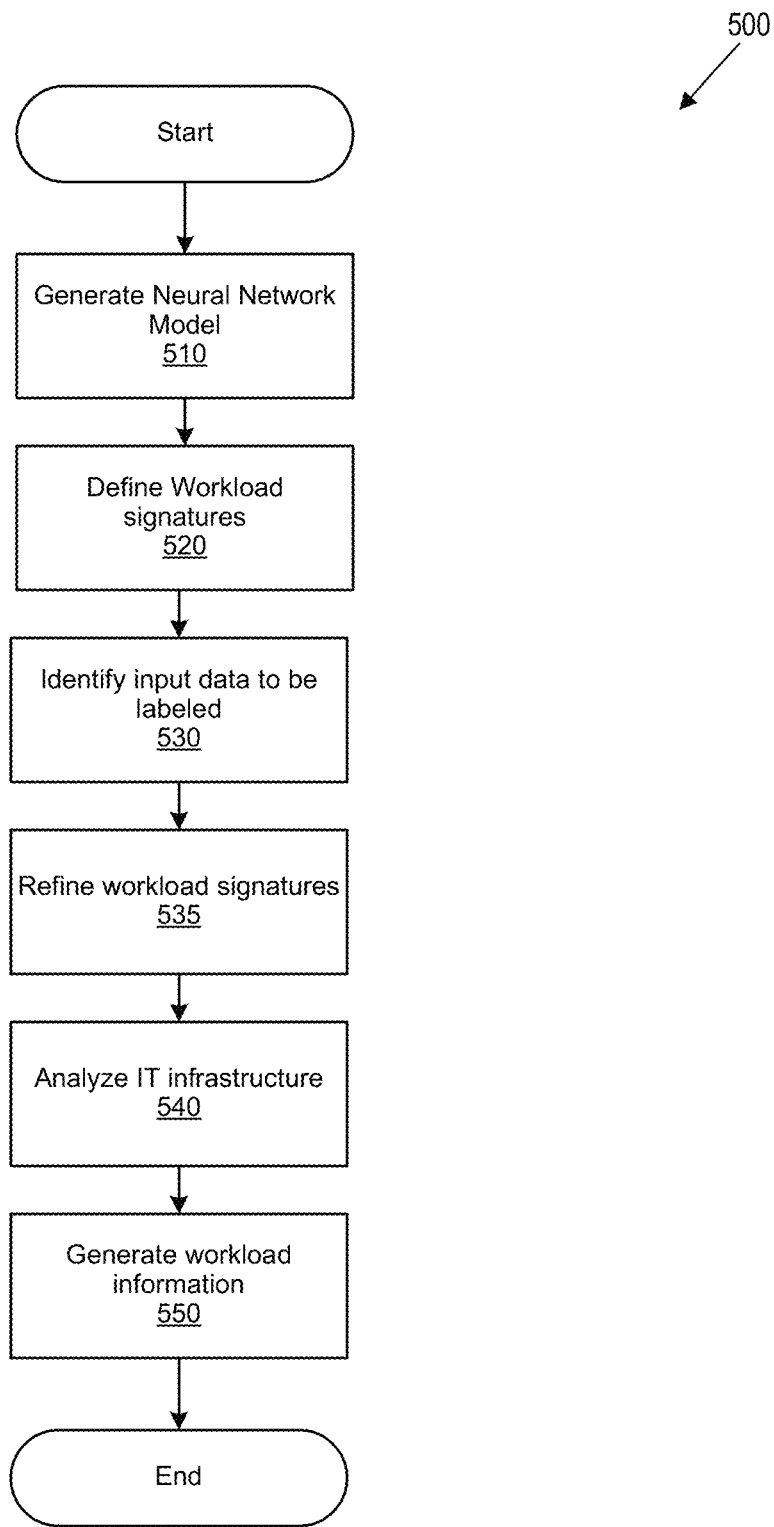 500
Start
Generate Neural Network
Model
510
Define Workload
signatures
520
Identify input data to be
labeled
530
Refine workload signatures
535
Analyze IT infrastructure
540
Generate workload
information
550
End